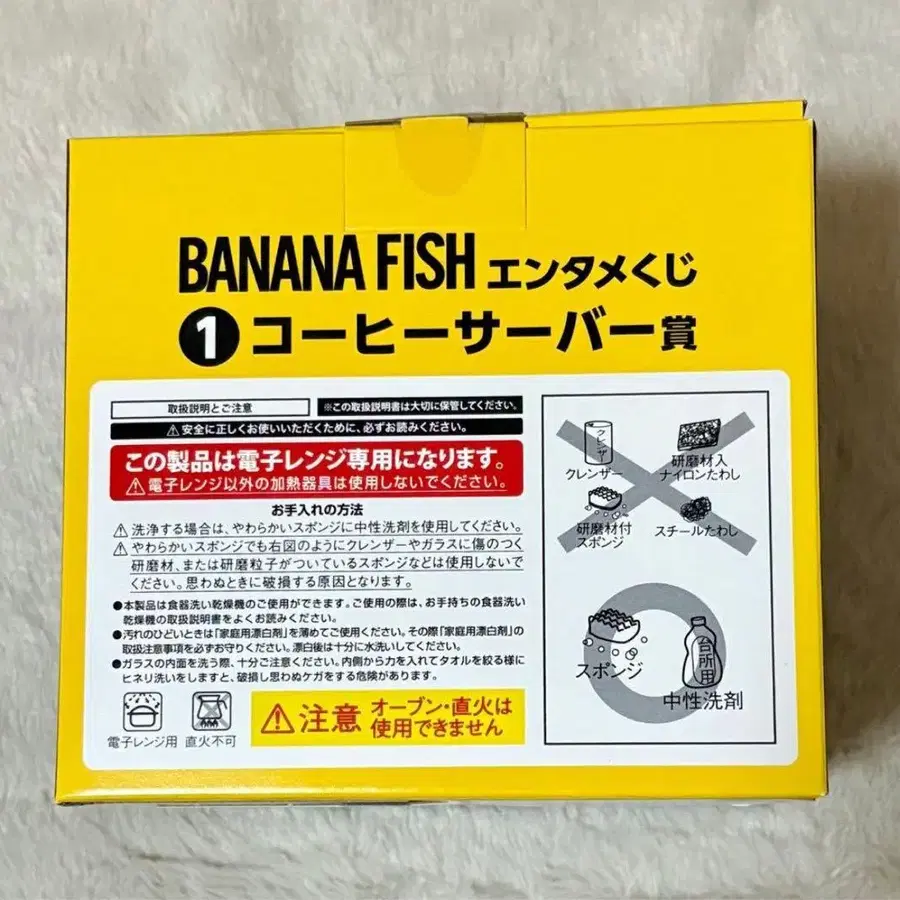 BANANA FISH エンタメくじ
1 コーヒーサーバー賞
取扱説明とご注意
※この取扱説明書は大切に保管してください。
⚠安全に正しくお使いいただくために、必ずお読みください。
この製品は電子レンジ専用になります。
⚠電子レンジ以外の加熱器具は使用しないでください。
お手入れの方法
⚠洗浄する場合は、やわらかいスポンジに中性洗剤を使用してください。
⚠やわらかいスポンジでも右図のようにクレンザーやガラスに傷のつく
研磨材、または研磨粒子がついているスポンジなどは使用しないで
ください。思わぬときに破損する原因となります。
●本製品は食器洗い乾燥機のご使用ができます。ご使用の際は、お手持ちの食器洗い
乾燥機の取扱説明書をよくお読みください。
●汚れのひどいときは「家庭用漂白剤」を薄めてご使用ください。その際「家庭用漂白剤」の
取扱注意事項を必ずお守りください。漂白後は十分に水洗いしてください。
●ガラスの内面を洗う際、十分ご注意ください。内側から力を入れてタオルを絞る様に
ヒネリ洗いをしますと、破損し思わぬケガをする危険があります。
電子レンジ用
直火不可
⚠注意
オーブン・直火は
使用できません
クレンザー
クレンザー
研磨材入
ナイロンたわし
研磨材付
スポンジ
スチールたわし
スポンジ
台所用
中性洗剤